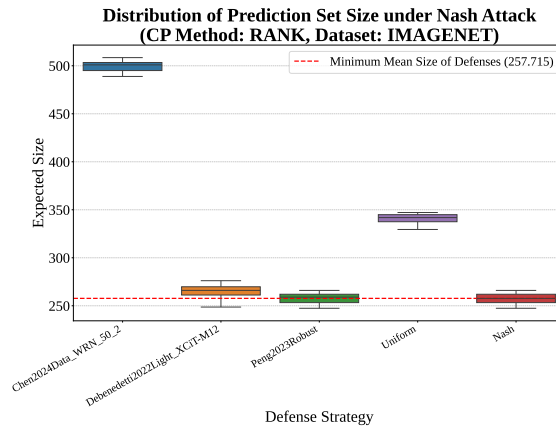 Distribution of Prediction Set Size under Nash Attack
(CP Method: RANK, Dataset: IMAGENET)
Minimum Mean Size of Defenses (257.715)
Expected Size
500
450
400
350
300
250
Chen2024Data_WRN_50_2
Debenedetti2022Light_XCiT-M12
Peng2023Robust
Uniform
Nash
Defense Strategy